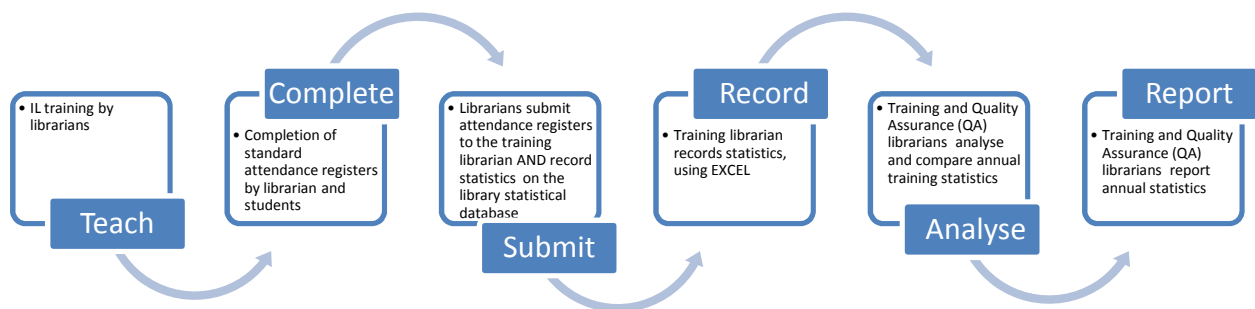 • IL training by
librarians
Teach
Complete
• Completion of
standard
attendance registers
by librarian and
students
• Librarians submit
attendance registers
to the training
librarian AND record
statistics on the
library statistical
database
Submit
Record
• Training librarian
records statistics,
using EXCEL
• Training and Quality
Assurance (QA)
librarians analyse
and compare annual
training statistics
Analyse
Report
• Training and Quality
Assurance (QA)
librarians report
annual statistics